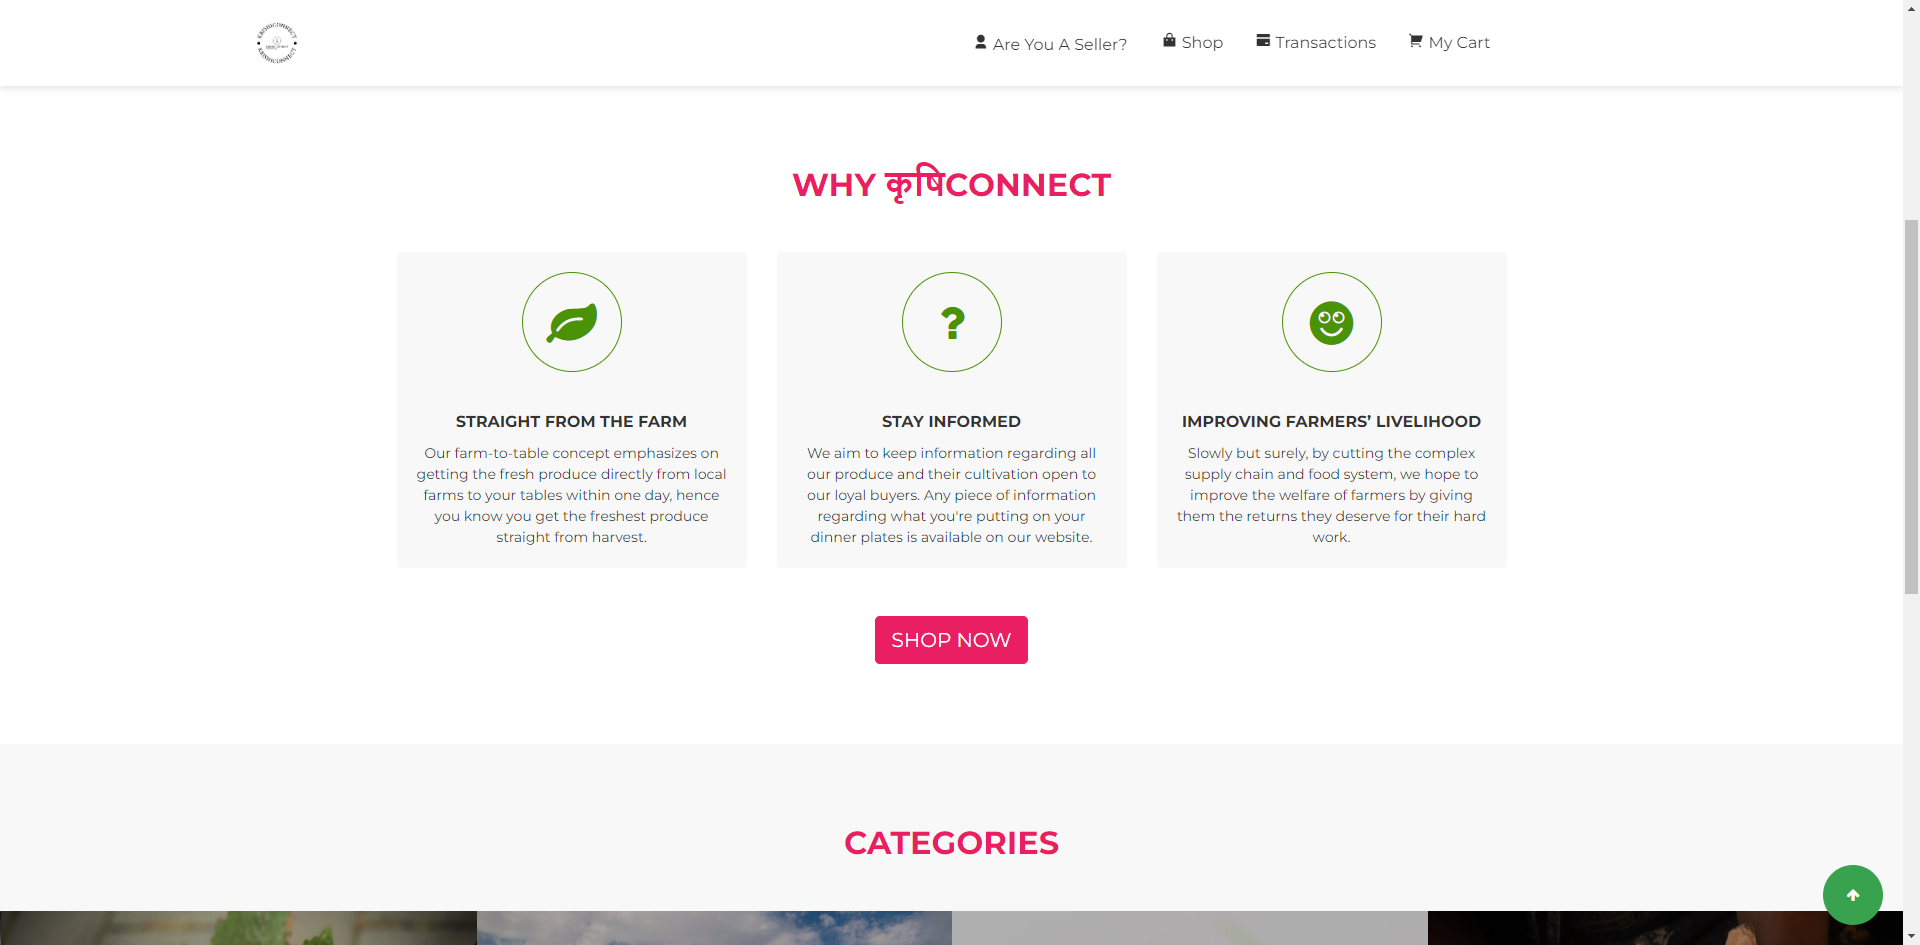 KRISHICONNECT
Are You A Seller?
Shop
Transactions
My Cart
WHY कृषिCONNECT
STRAIGHT FROM THE FARM
Our farm-to-table concept emphasizes on
getting the fresh produce directly from local
farms to your tables within one day, hence
you know you get the freshest produce
straight from harvest.
?
STAY INFORMED
We aim to keep information regarding all
our produce and their cultivation open to
our loyal buyers. Any piece of information
regarding what you're putting on your
dinner plates is available on our website.
IMPROVING FARMERS’ LIVELIHOOD
Slowly but surely, by cutting the complex
supply chain and food system, we hope to
improve the welfare of farmers by giving
them the returns they deserve for their hard
work.
SHOP NOW
CATEGORIES